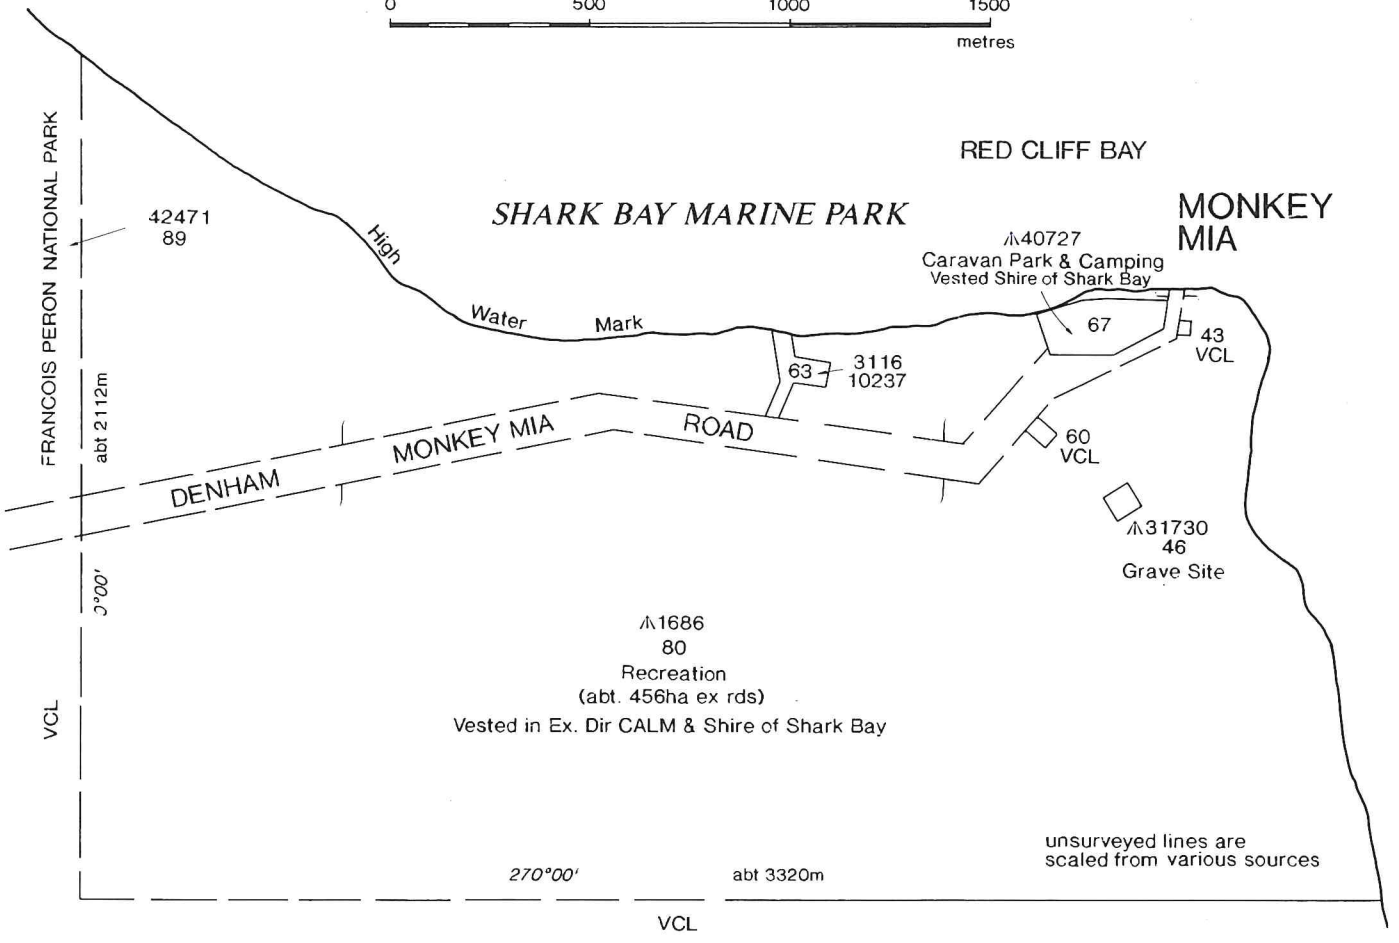 0 500 1000 1500
metres
RED CLIFF BAY
FRANCOIS PERON NATIONAL PARK
42471
89
SHARK BAY MARINE PARK
MONKEY
MIA
High
Water
Mark
40727
Caravan Park & Camping
Vested Shire of Shark Bay
67
43
VCL
63
3116
10237
abt 2112m
DENHAM
MONKEY MIA
ROAD
60
VCL
31730
46
Grave Site
1686
80
Recreation
(abt. 456ha ex rds)
Vested in Ex. Dir CALM & Shire of Shark Bay
VCL
unsurveyed lines are
scaled from various sources
270°00'
abt 3320m
VCL